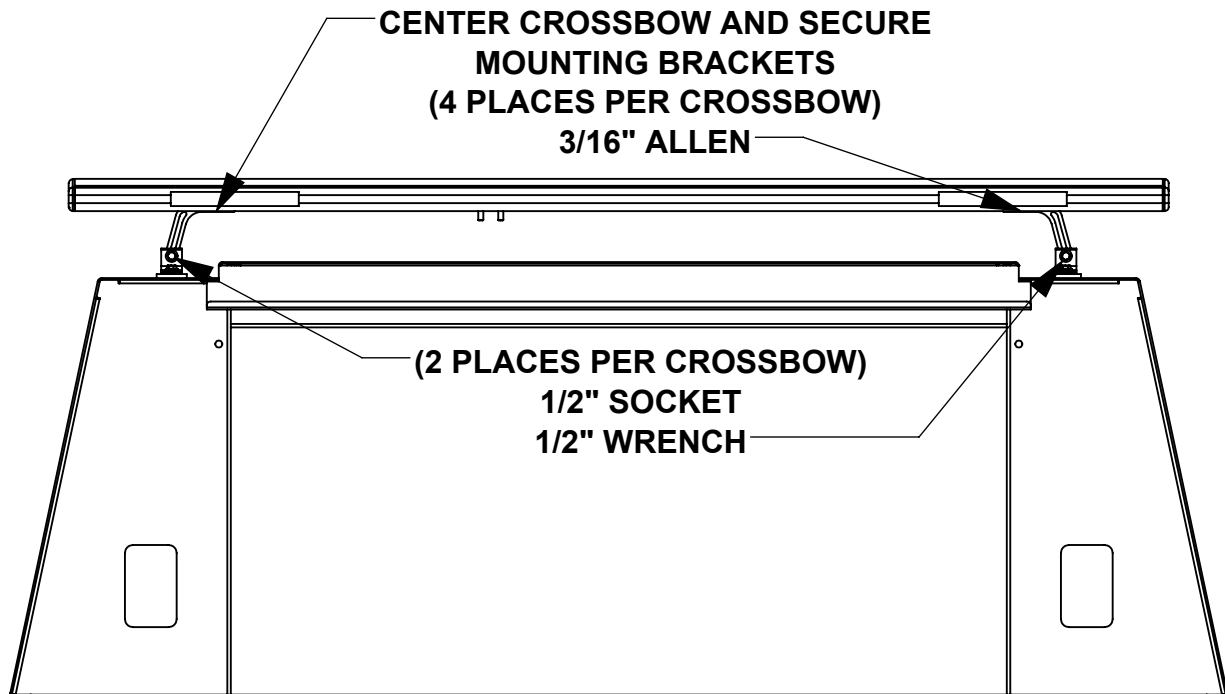 CENTER CROSSBOW AND SECURE
MOUNTING BRACKETS
(4 PLACES PER CROSSBOW)
3/16" ALLEN
(2 PLACES PER CROSSBOW)
1/2" SOCKET
1/2" WRENCH